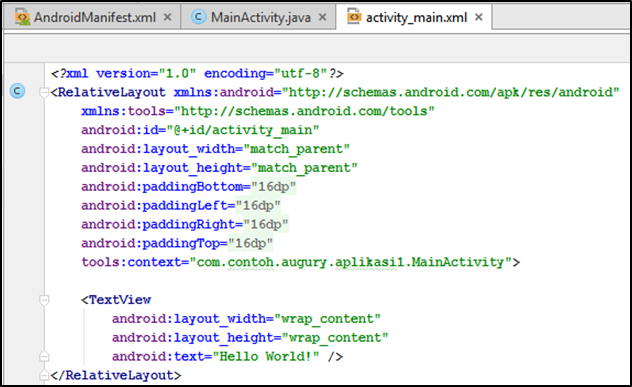 AndroidManifest.xml × C MainActivity.java × activity_main.xml ×
<?xml version="1.0" encoding="utf-8"?>
C <RelativeLayout xmlns:android="http://schemas.android.com/apk/res/android"
xmlns:tools="http://schemas.android.com/tools"
android:id="@+id/activity_main"
android:layout_width="match_parent"
android:layout_height="match_parent"
android:paddingBottom="16dp"
android:paddingLeft="16dp"
android:paddingRight="16dp"
android:paddingTop="16dp"
tools:context="com.contoh.augury.aplikasi1.MainActivity">
<TextView
android:layout_width="wrap_content"
android:layout_height="wrap_content"
android:text="Hello World!" />
</RelativeLayout>